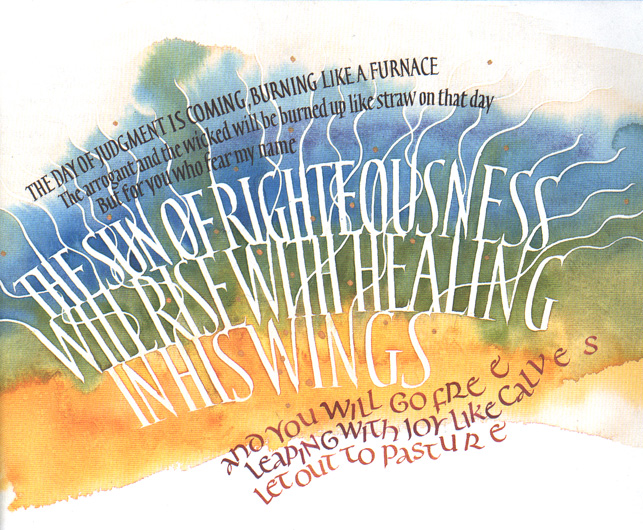 THE DAY OF JUDGMENT IS COMING, BURNING LIKE A FURNACE
The arrogant and the wicked will be burned up like straw on that day
But for you who fear my name
THE SUN OF RIGHTEOUSNESS
WILL RISE WITH HEALING
IN HIS WINGS
AND YOU WILL GO FREE
LEAPING WITH JOY LIKE CALVES
LET OUT TO PASTURE